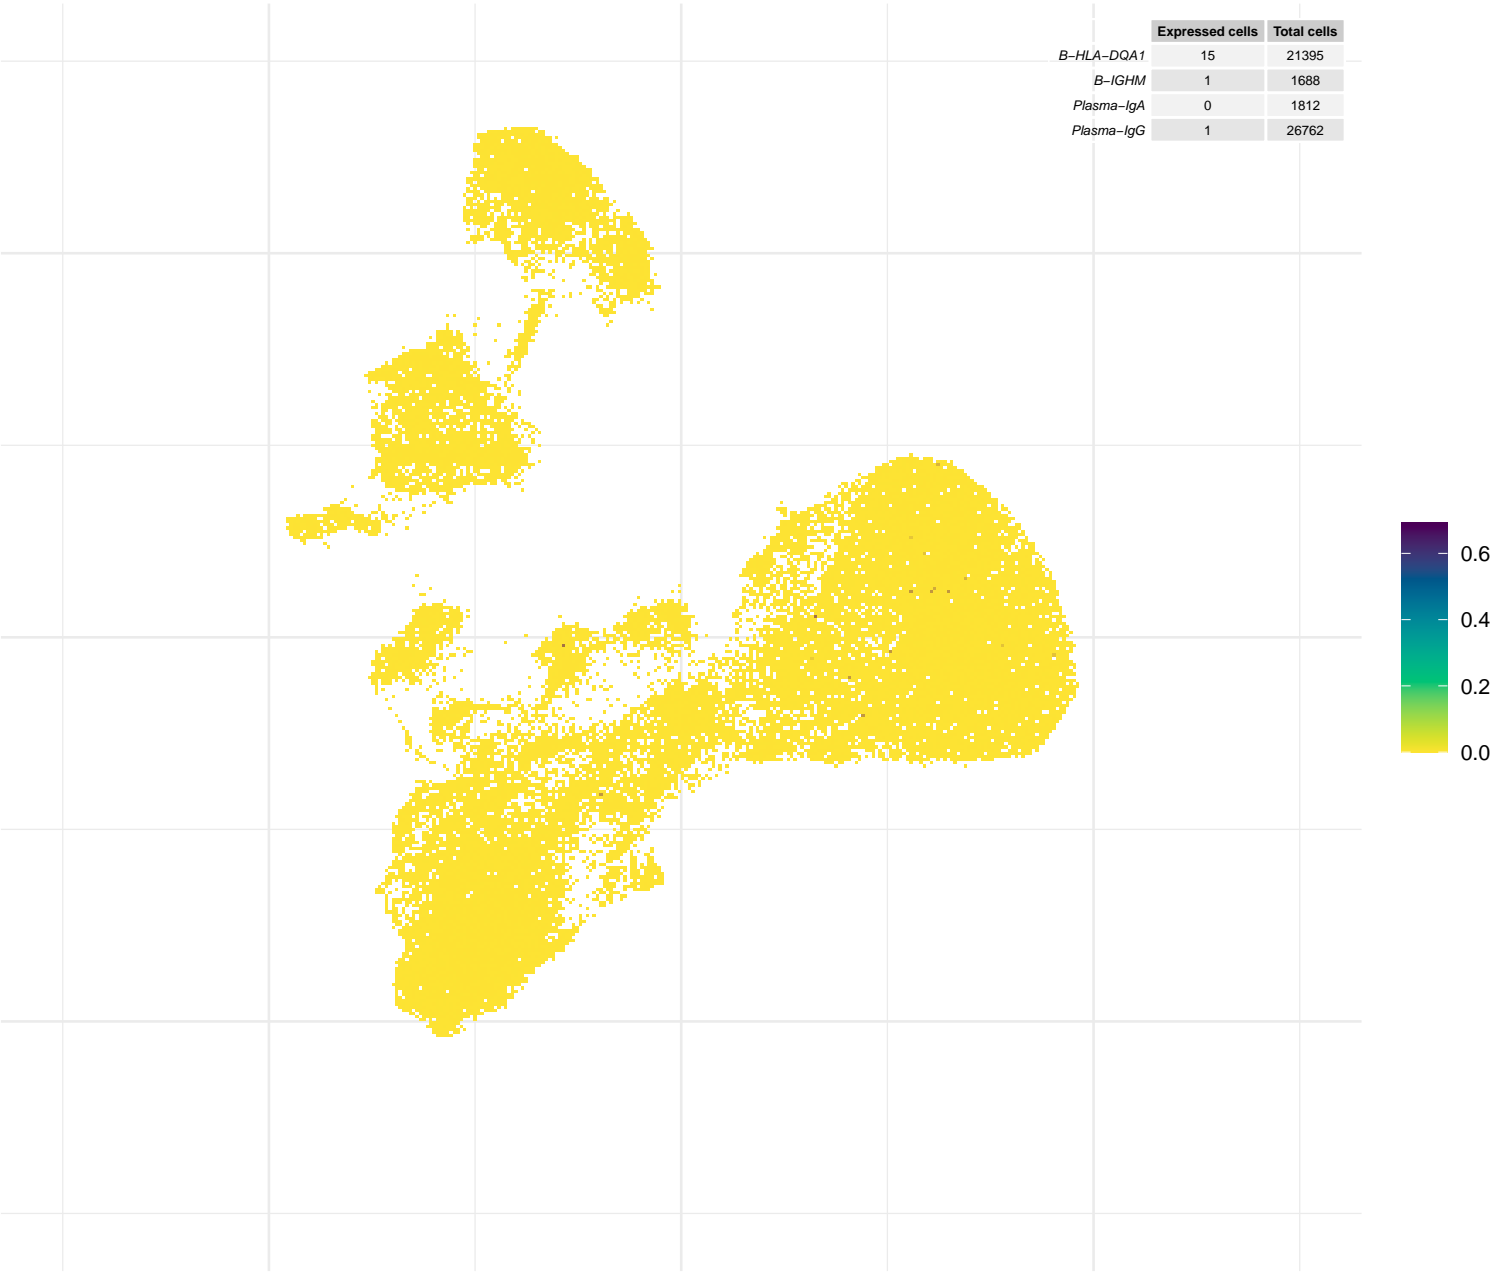 Expressed cells Total cells
B−HLA−DQA1 15 21395
B−IGHM 1 1688
Plasma−IgA 0 1812
Plasma−IgG 1 26762
0.6
0.4
0.2
0.0